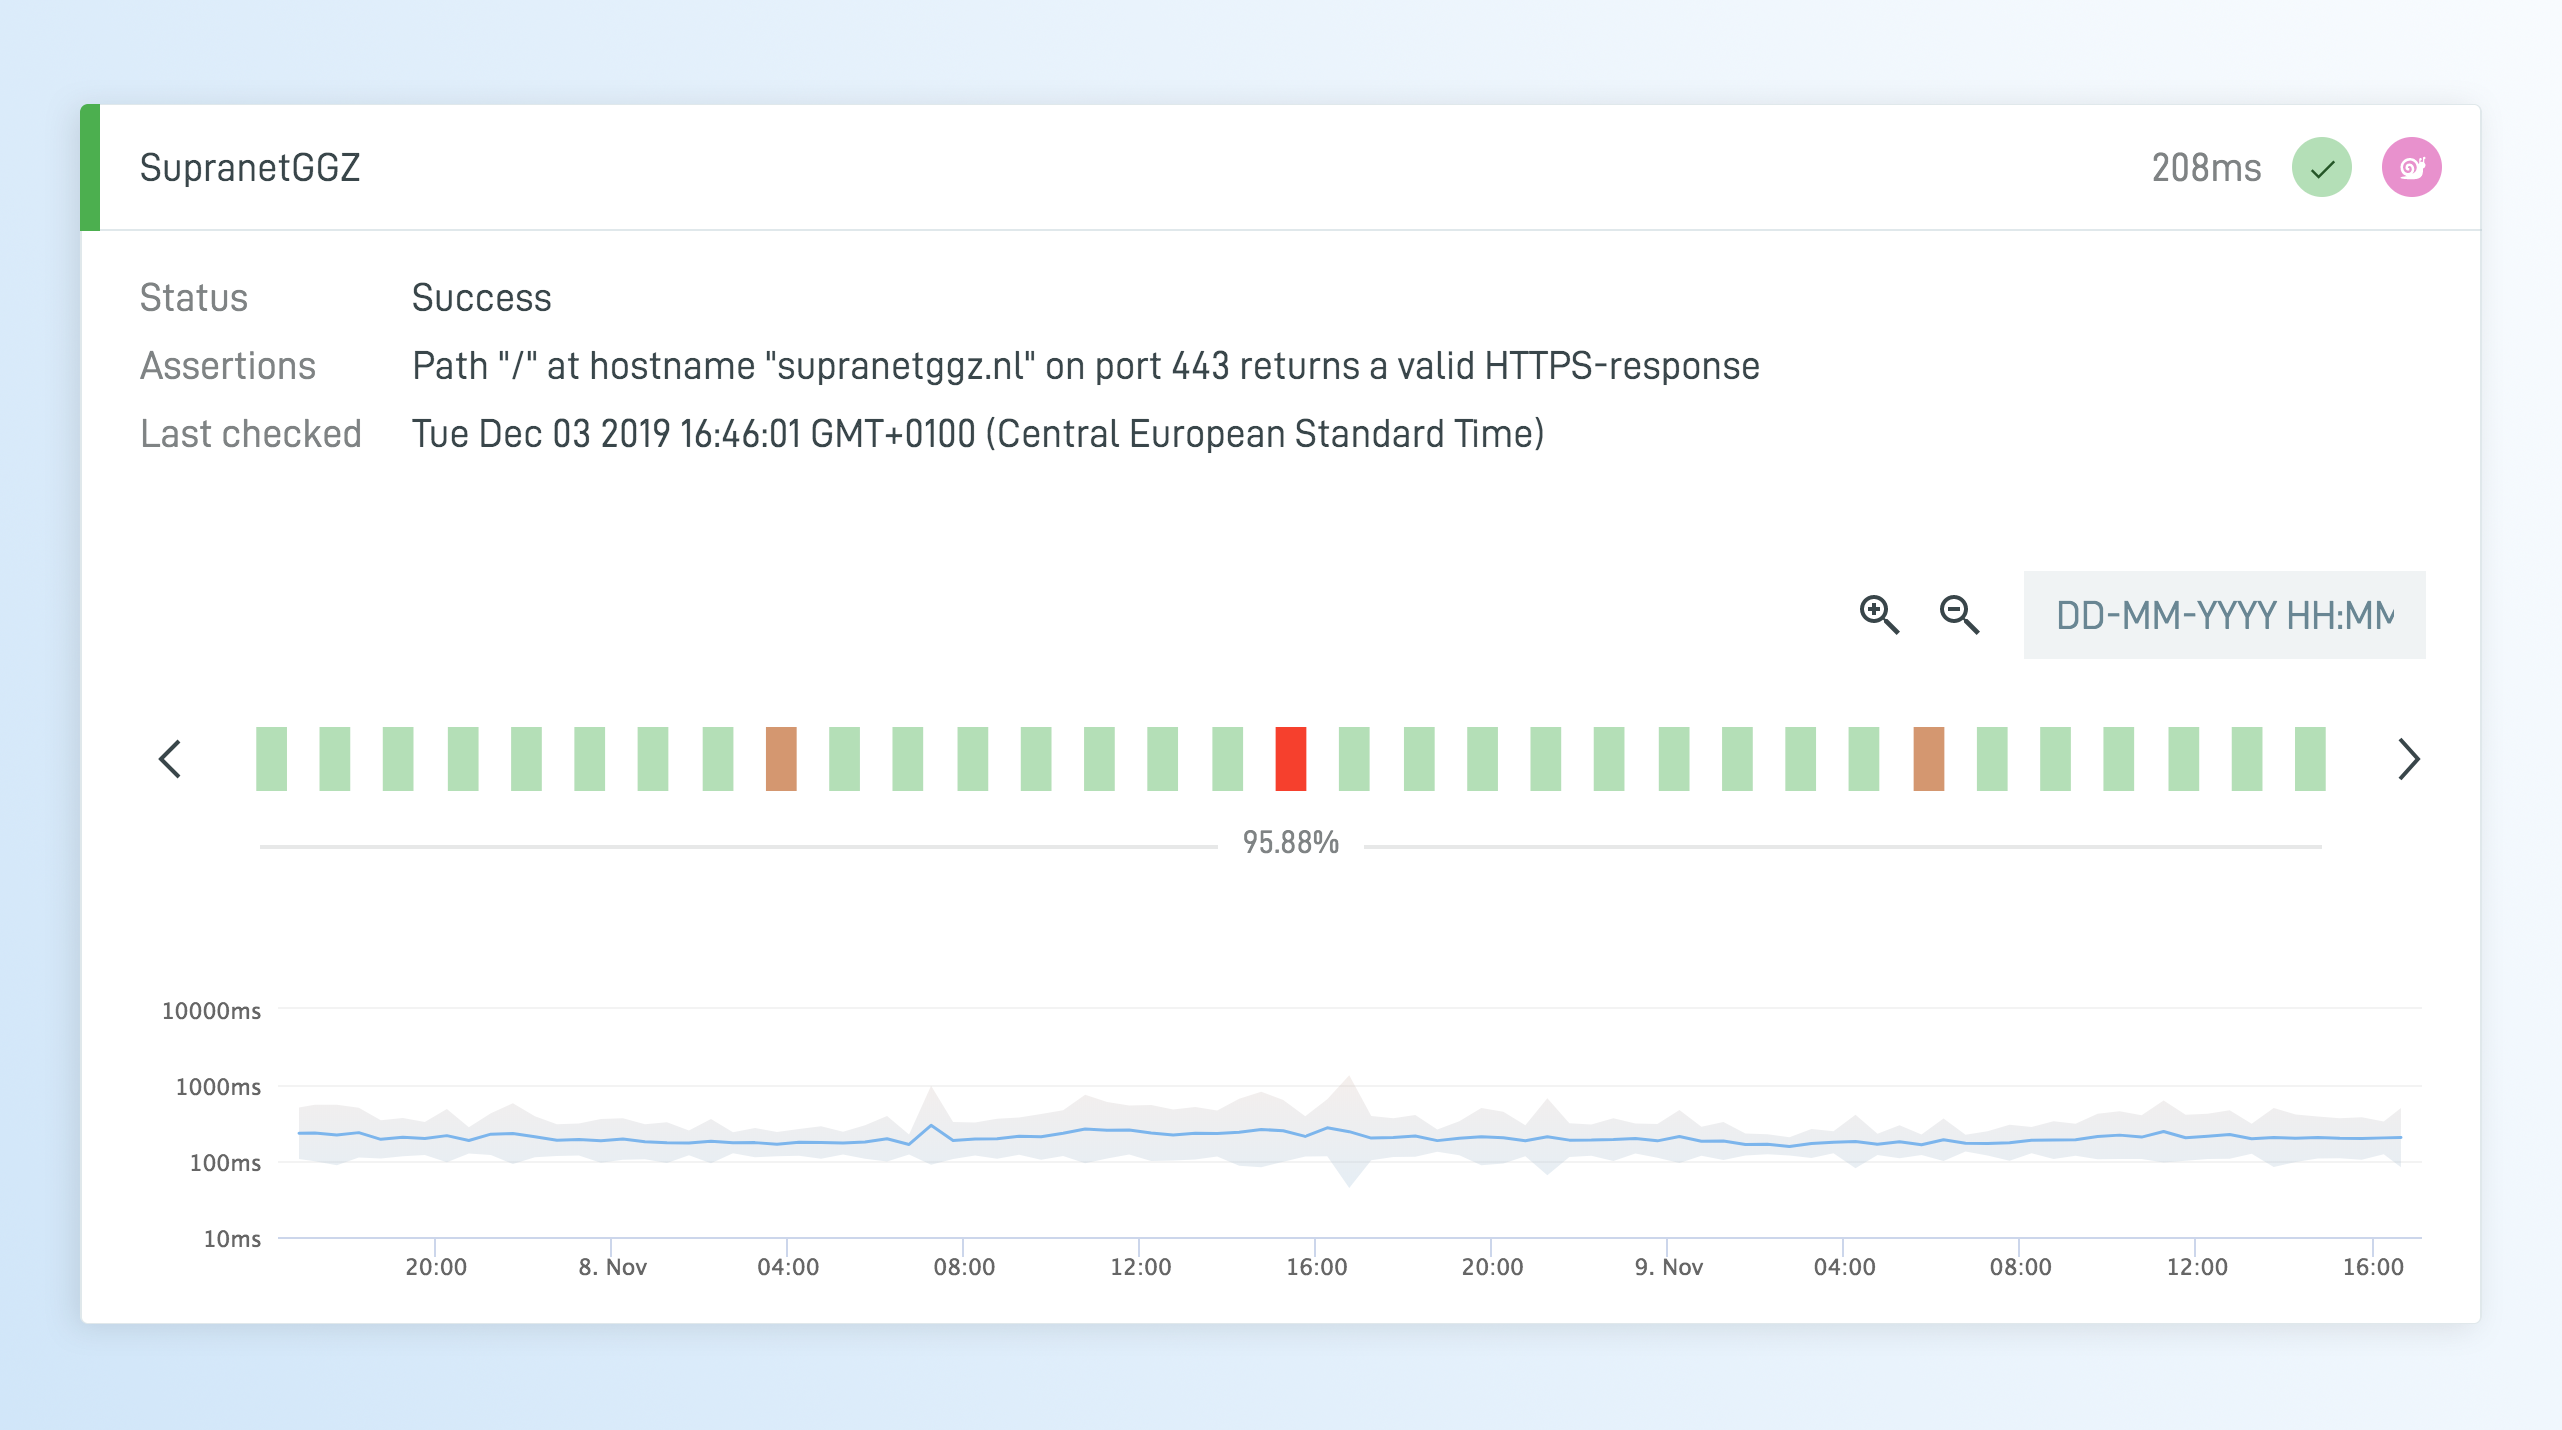 SupranetGGZ 208ms
Status Success
Assertions Path "/" at hostname "supranetggz.nl" on port 443 returns a valid HTTPS-response
Last checked Tue Dec 03 2019 16:46:01 GMT+0100 (Central European Standard Time)
DD-MM-YYYY HH:MM
95.88%
10000ms
1000ms
100ms
10ms
20:00 8. Nov 04:00 08:00 12:00 16:00 20:00 9. Nov 04:00 08:00 12:00 16:00